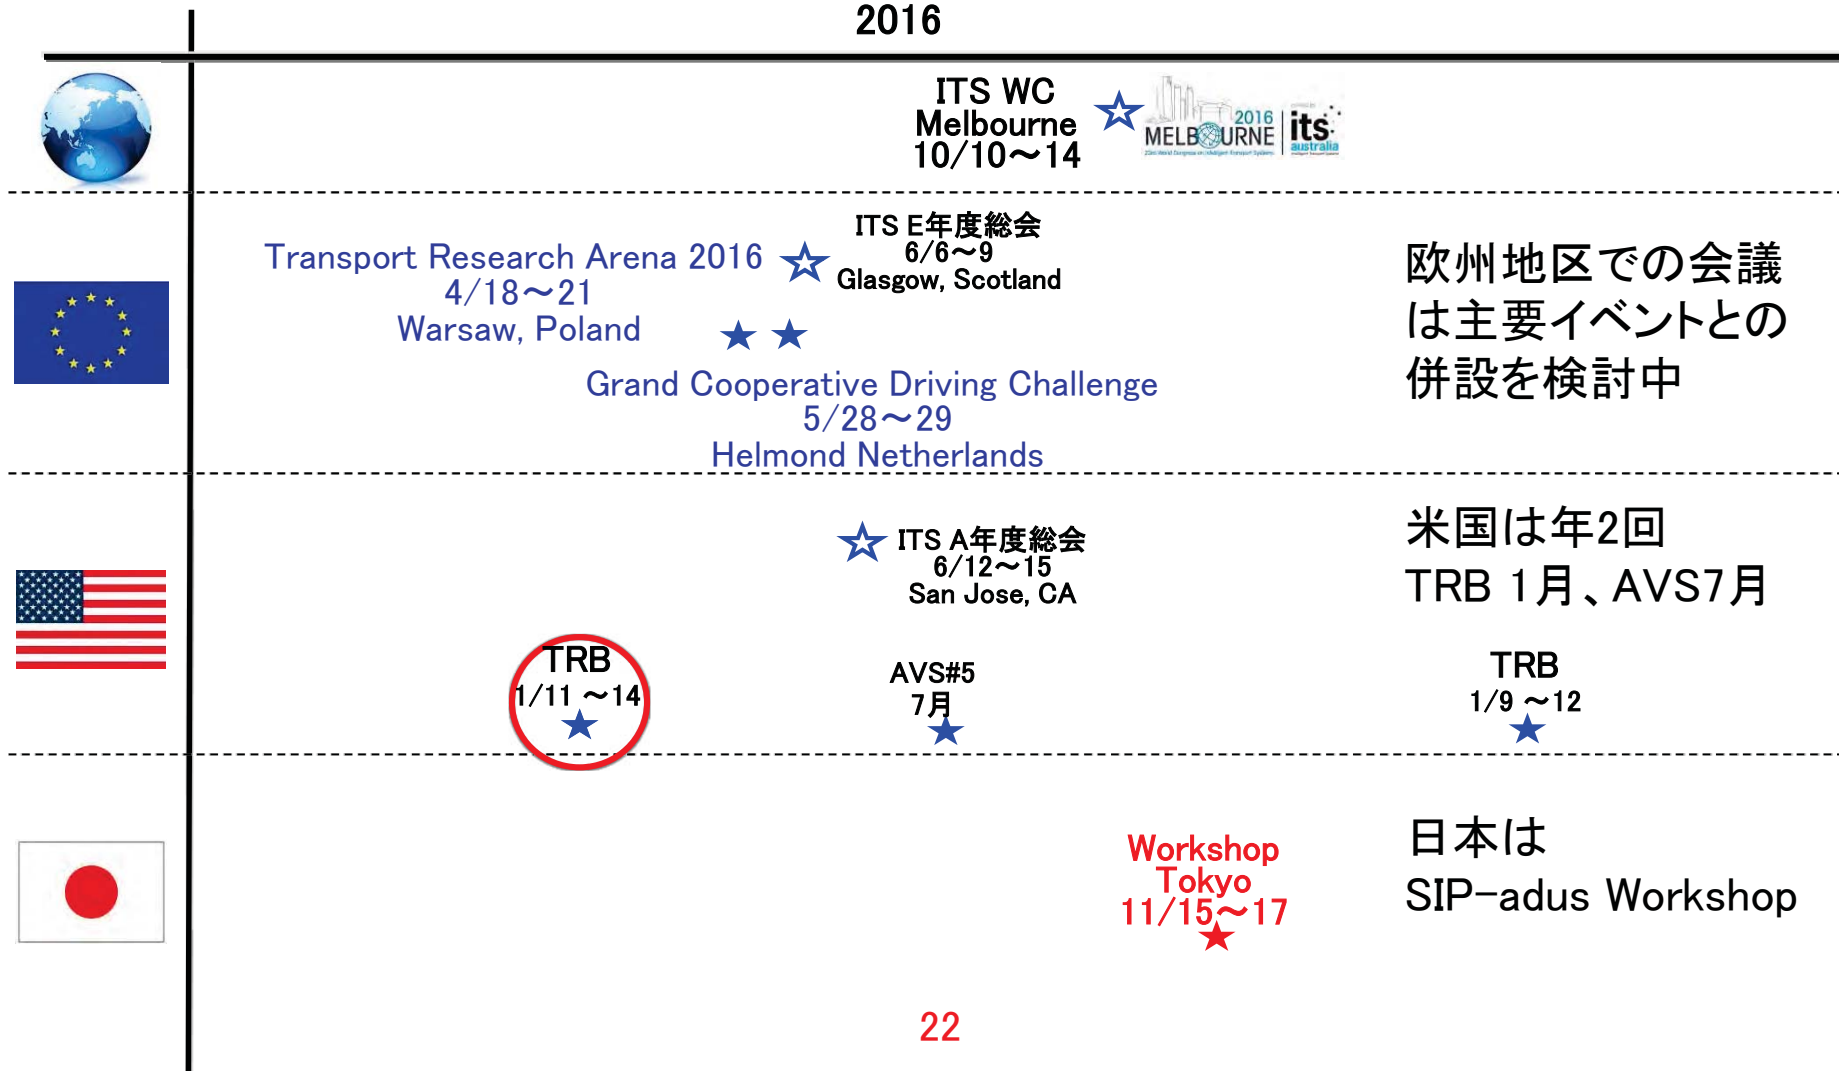 2016
ITS WC
Melbourne
10/10～14
2016
MELBOURNE
its
australia
Transport Research Arena 2016
4/18～21
Warsaw, Poland
ITS E年度総会
6/6～9
Glasgow, Scotland
Grand Cooperative Driving Challenge
5/28～29
Helmond Netherlands
欧州地区での会議
は主要イベントとの
併設を検討中
ITS A年度総会
6/12～15
San Jose, CA
米国は年2回
TRB 1月、AVS7月
TRB
1/11 ～14
AVS#5
7月
TRB
1/9 ～12
Workshop
Tokyo
11/15～17
日本は
SIP-adus Workshop
22